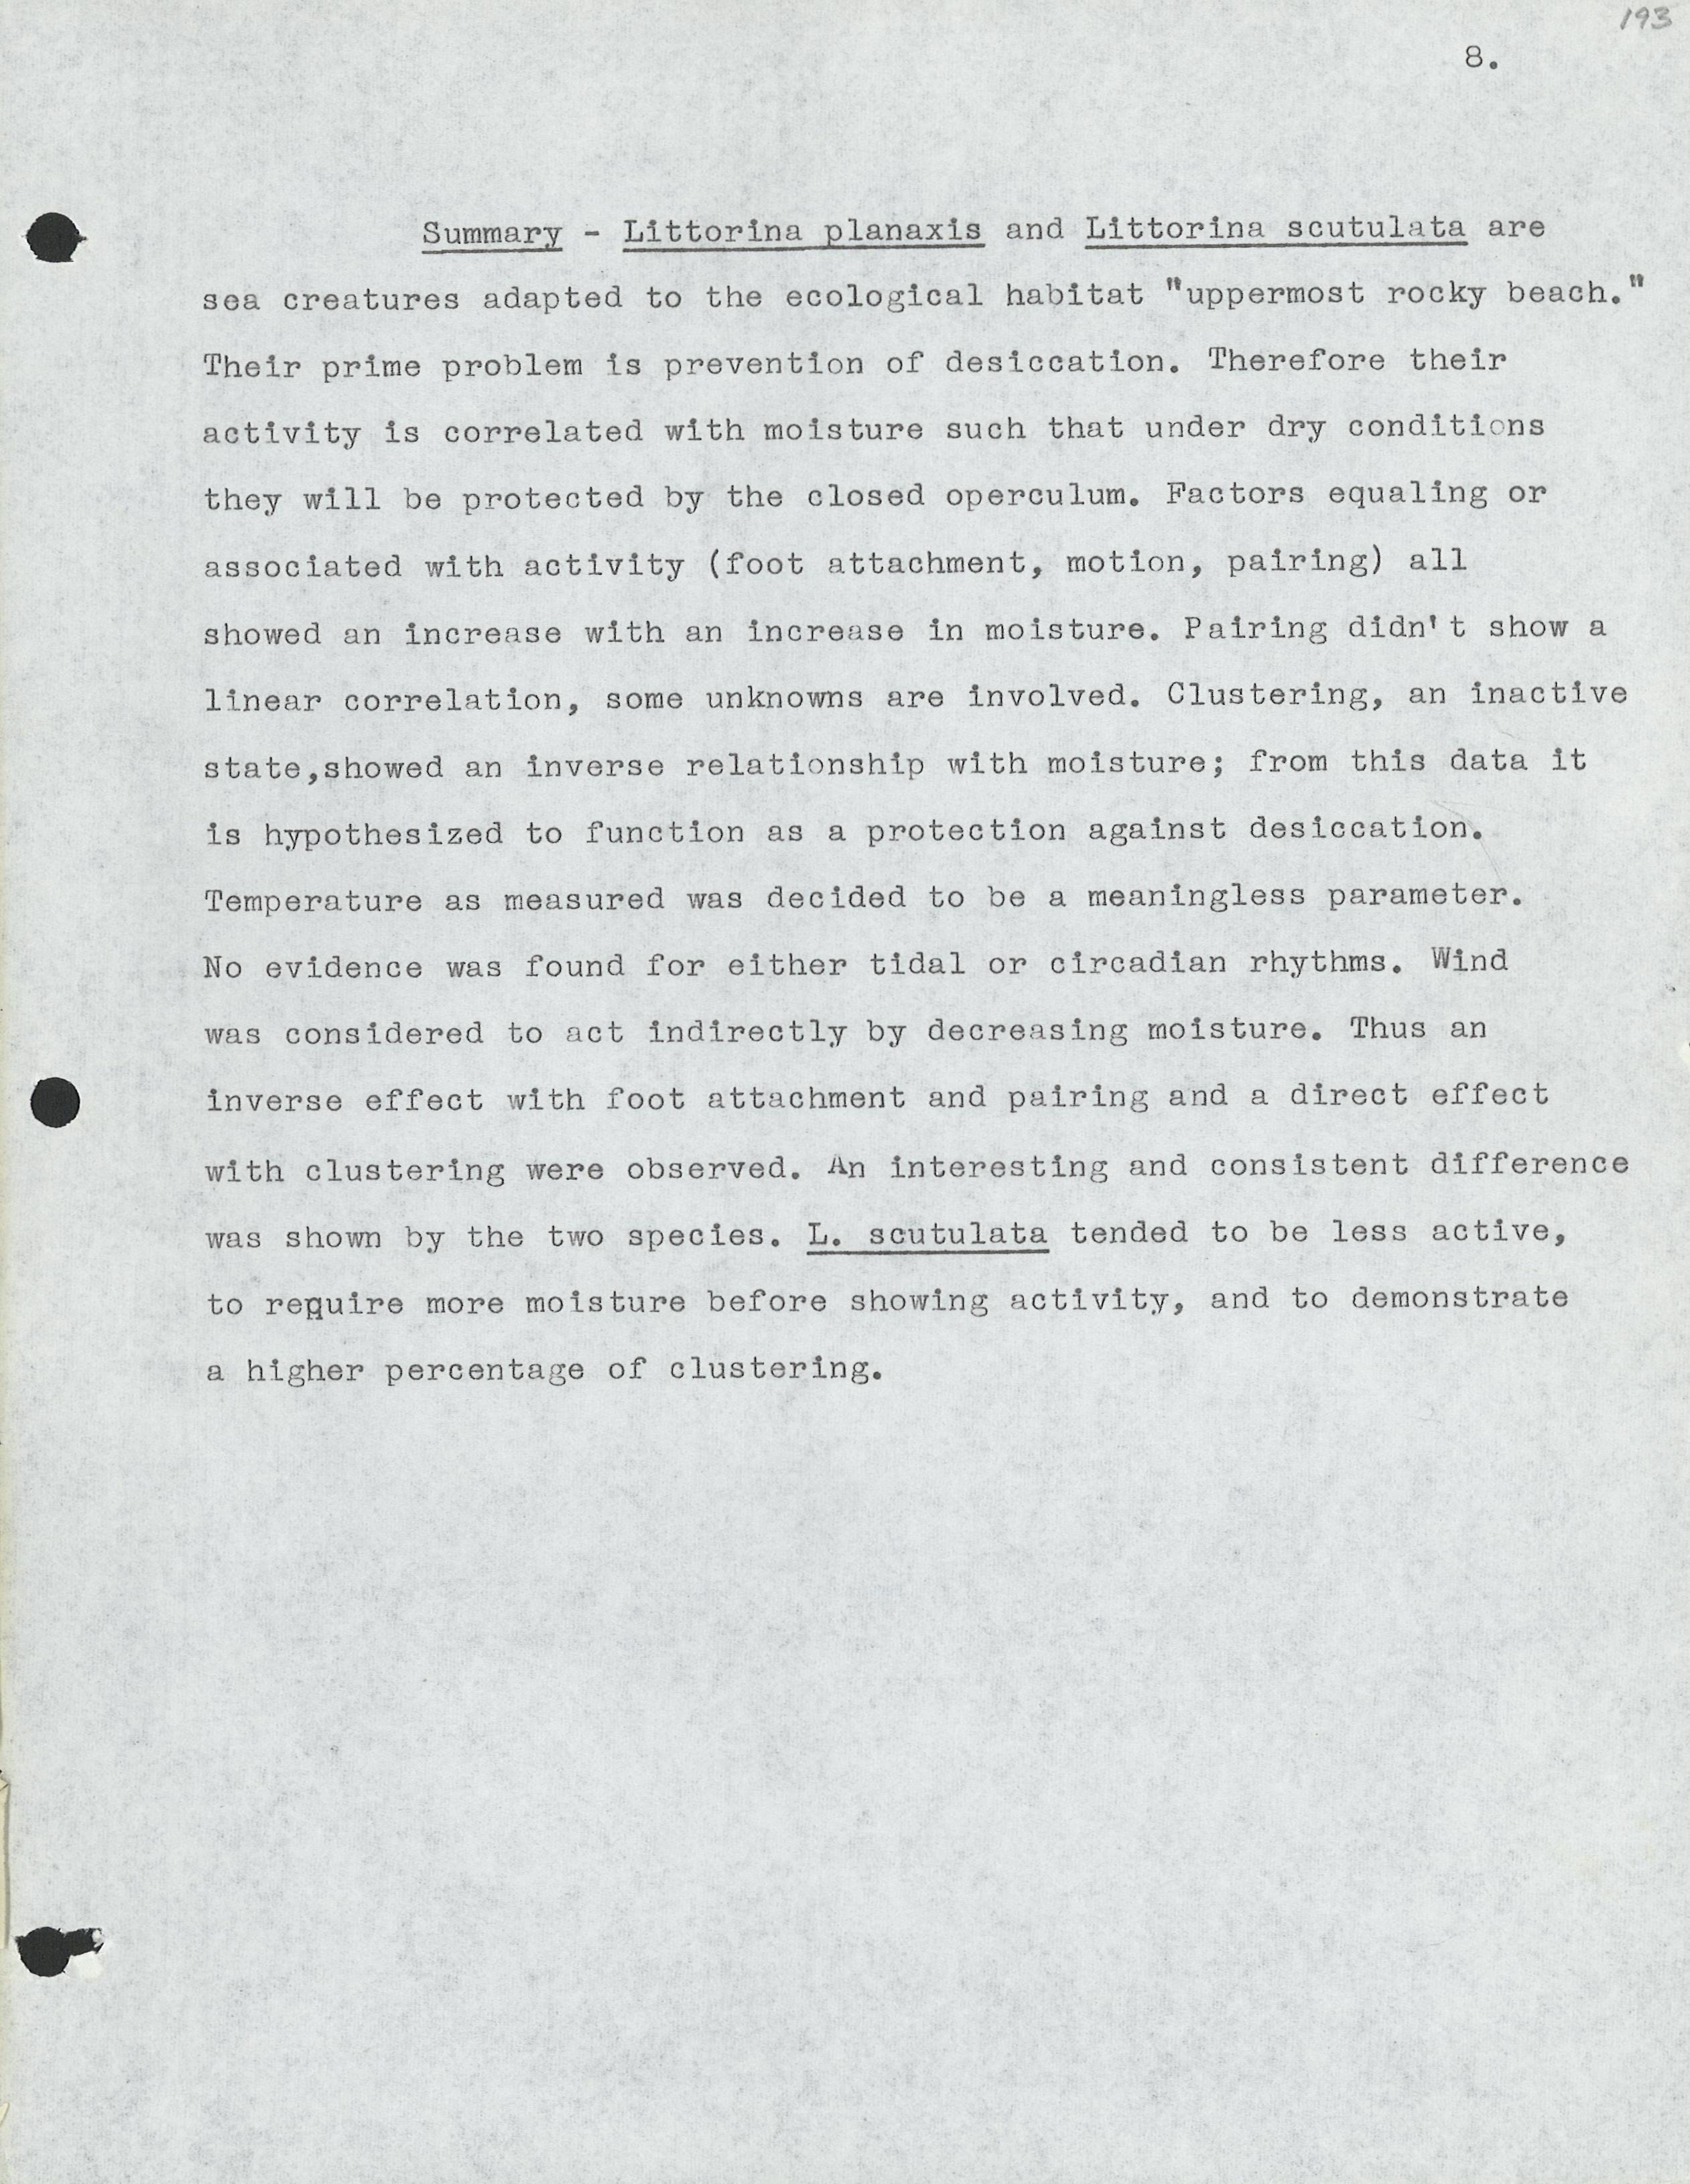 193
8.
Summary - Littorina planaxis and Littorina scutulata are
sea creatures adapted to the ecological habitat "uppermost rocky beach."
Their prime problem is prevention of desiccation. Therefore their
activity is correlated with moisture such that under dry conditions
they will be protected by the closed operculum. Factors equaling or
associated with activity (foot attachment, motion, pairing) all
showed an increase with an increase in moisture. Pairing didn't show a
linear correlation, some unknowns are involved. Clustering, an inactive
state,showed an inverse relationship with moisture; from this data it
is hypothesized to function as a protection against desiccation.
Temperature as measured was decided to be a meaningless parameter.
No evidence was found for either tidal or circadian rhythms. Wind
was considered to act indirectly by decreasing moisture. Thus an
inverse effect with foot attachment and pairing and a direct effect
with clustering were observed. An interesting and consistent difference
was shown by the two species. L. scutulata tended to be less active,
to require more moisture before showing activity, and to demonstrate
a higher percentage of clustering.